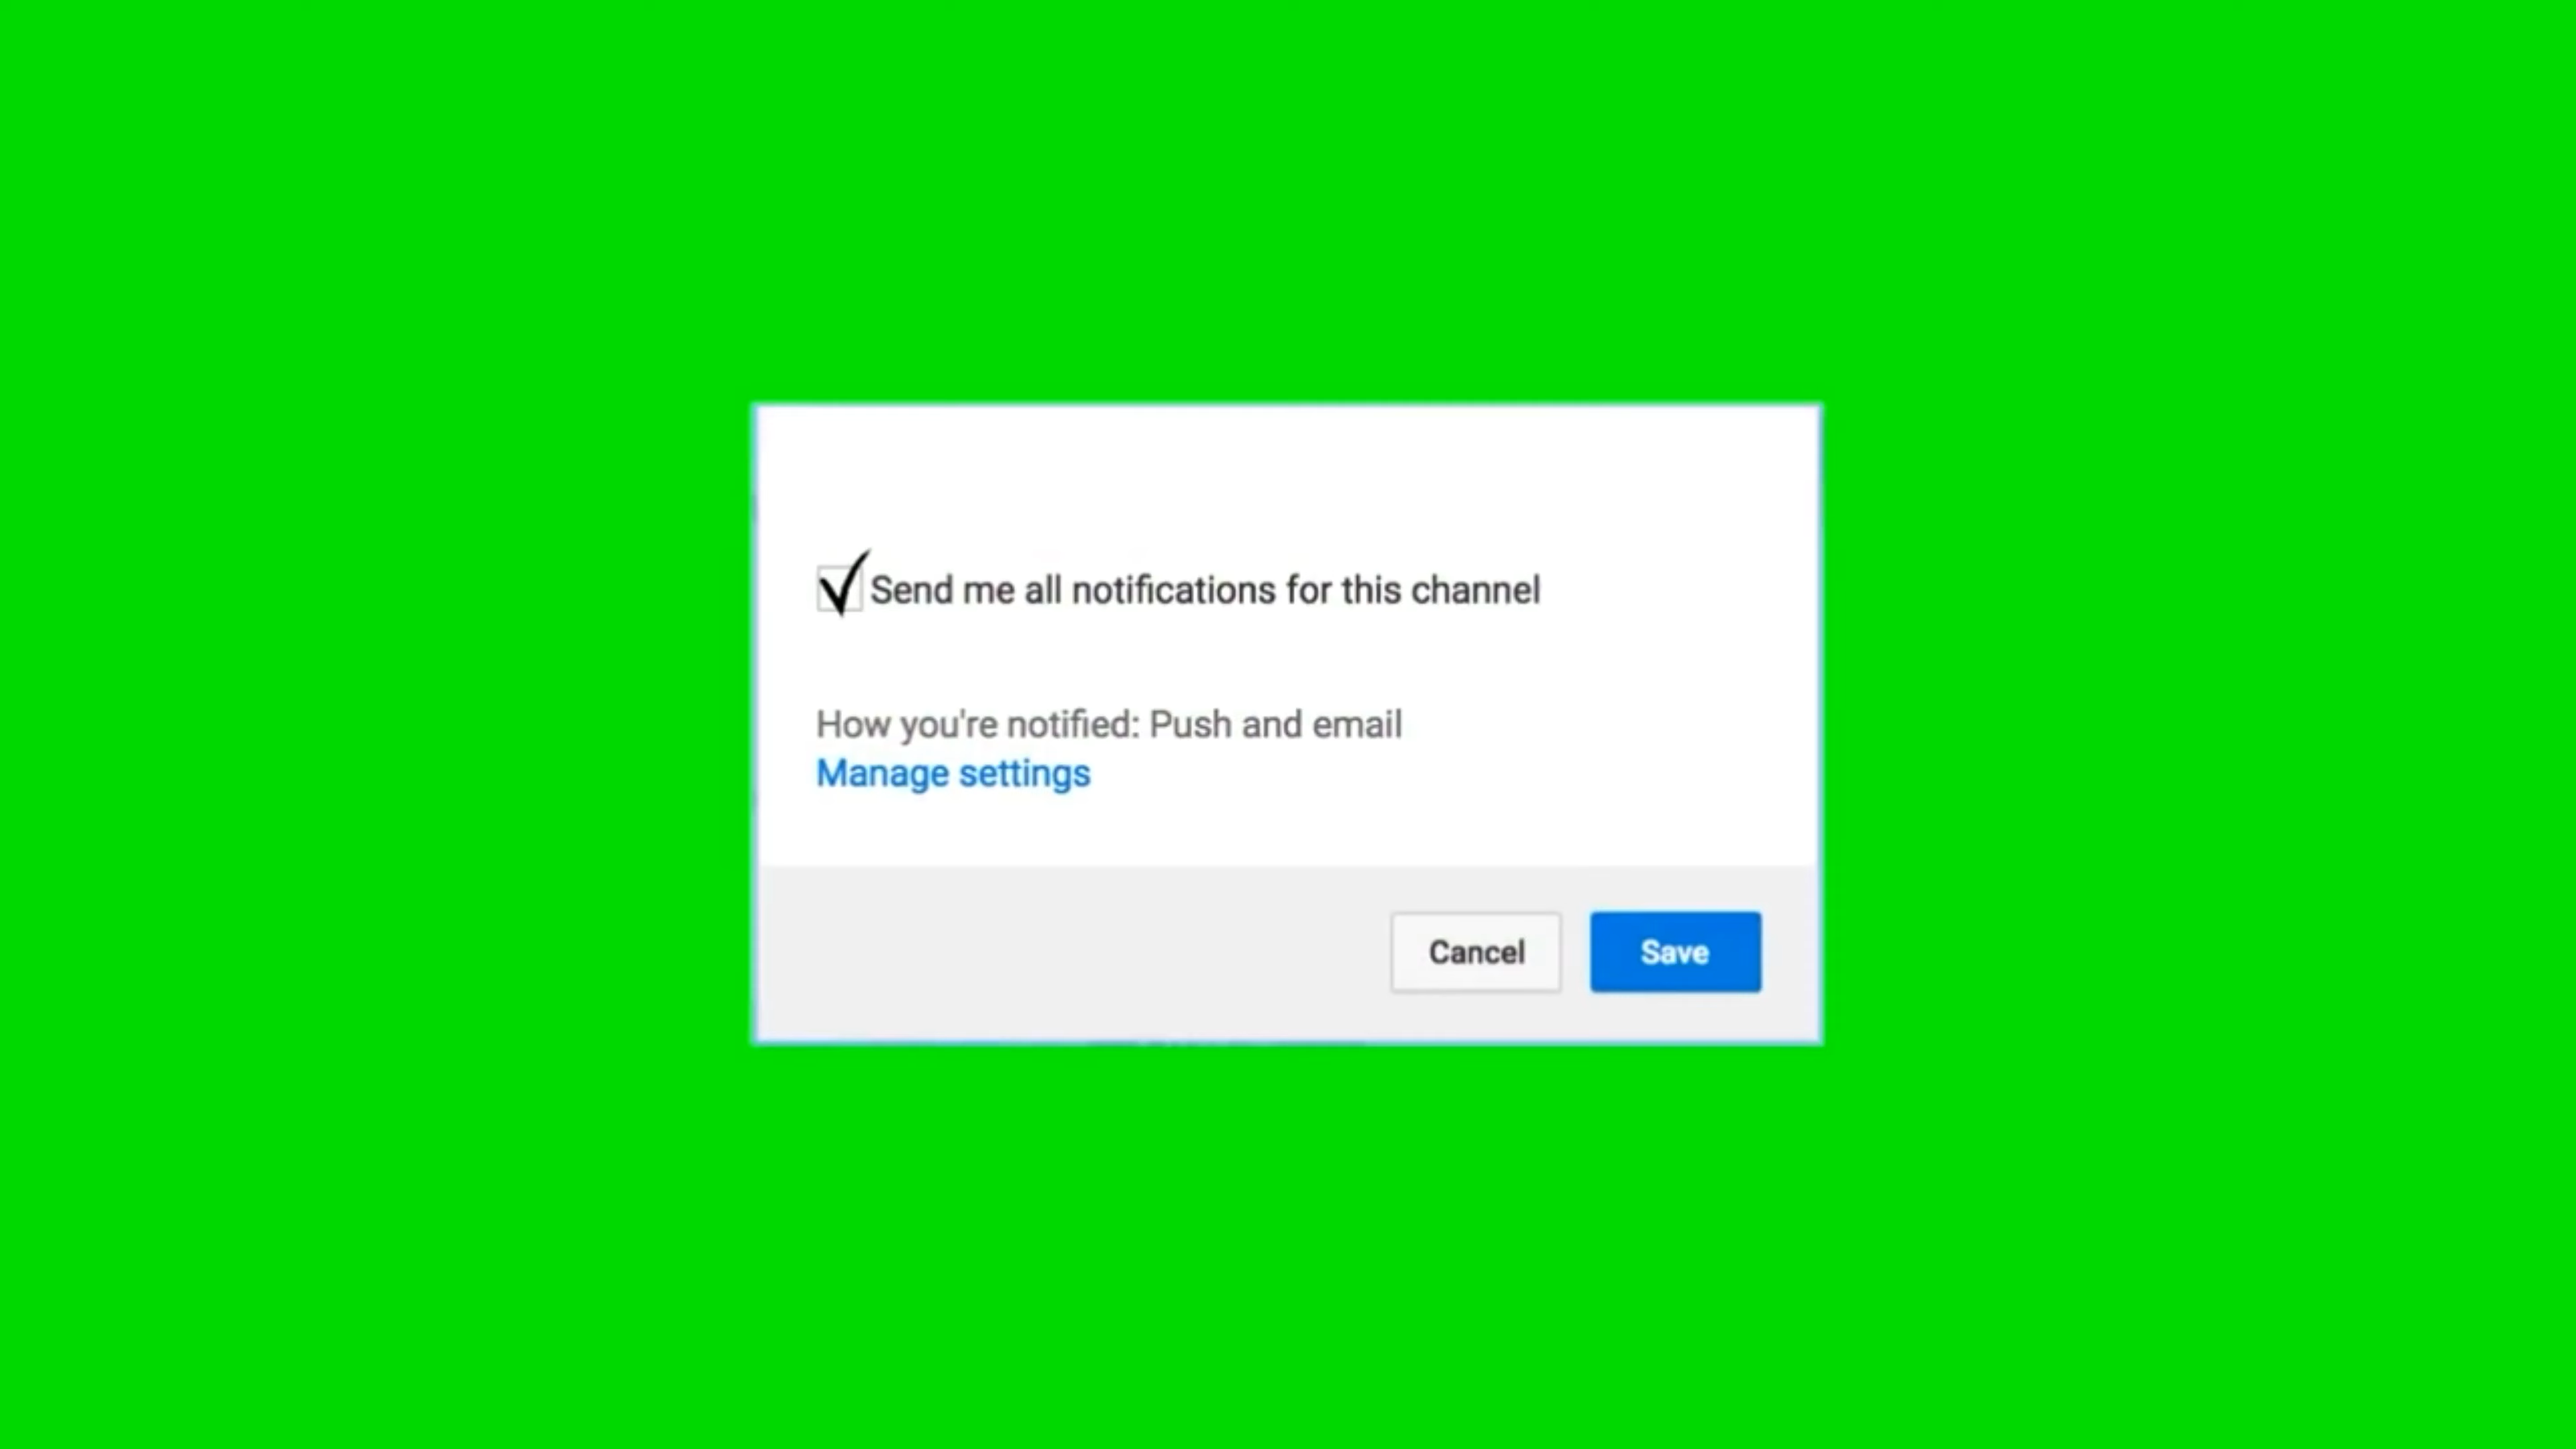 Send me all notifications for this channel
How you're notified: Push and email
Manage settings
Cancel
Save